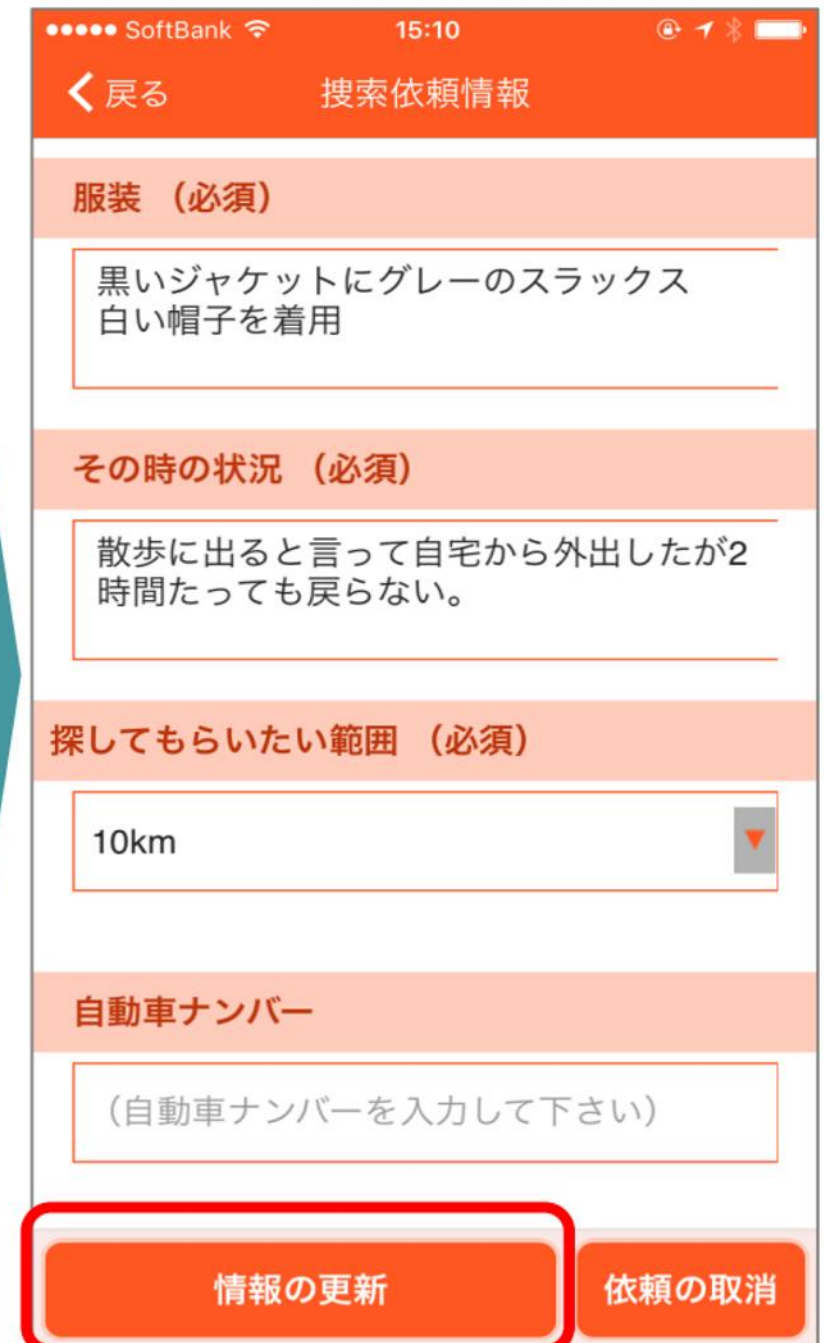 SoftBank 15:10
戻る 捜索依頼情報
服装 （必須）
黒いジャケットにグレーのスラックス
白い帽子を着用
その時の状況 （必須）
散歩に出ると言って自宅から外出したが2
時間たっても戻らない。
探してもらいたい範囲 （必須）
10km
自動車ナンバー
（自動車ナンバーを入力して下さい）
情報の更新 依頼の取消